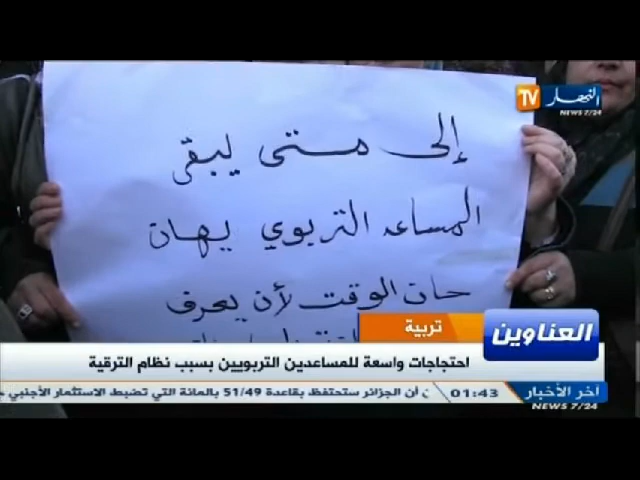 النهار TV
NEWS 7/24
إلى متى يبقى
المساعد التربوي يهان
حان الوقت لأن يعرف
العناوين
تربية
احتجاجات واسعة للمساعدين التربويين بسبب نظام الترقية
آخر الأخبار
NEWS 7/24
01:43
ن أن الجزائر ستحتفظ بقاعدة 51/49 بالمائة التي تضبط الاستثمار الأجنبي